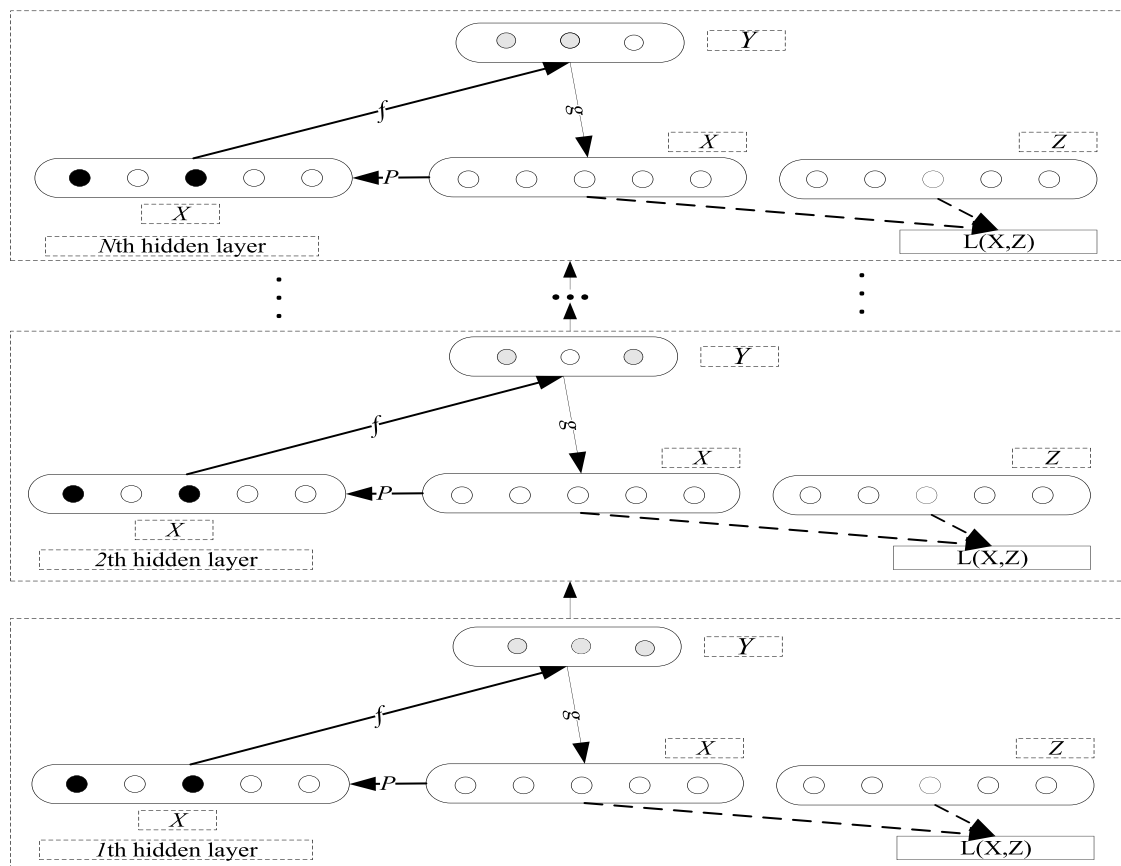 Y
f
g
X
Z
P
X
Nth hidden layer
L(X,Z)
Y
f
g
X
Z
P
X
2th hidden layer
L(X,Z)
Y
f
g
X
Z
P
X
1th hidden layer
L(X,Z)